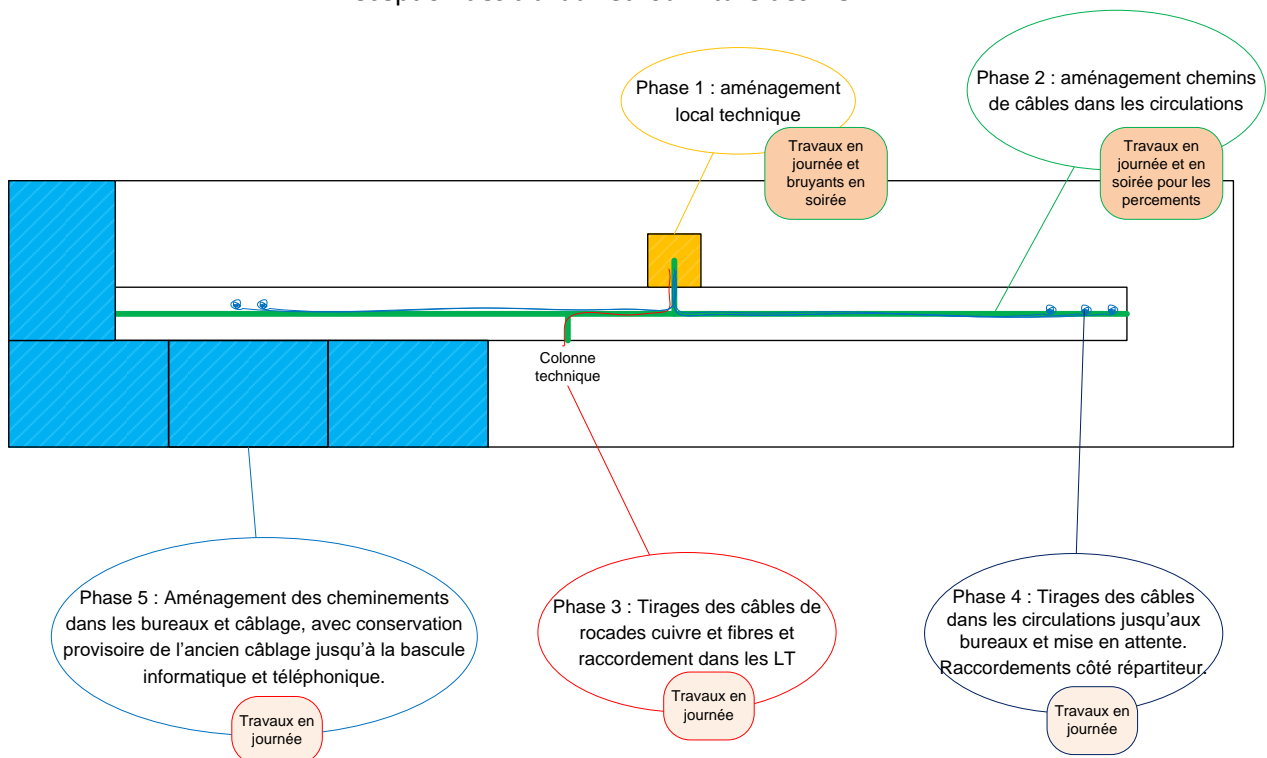 Phase 1 : aménagement
local technique
Travaux en
journée et
bruyants en
soirée
Phase 2 : aménagement chemins
de câbles dans les circulations
Travaux en
journée et en
soirée pour les
percements
Colonne
technique
Phase 5 : Aménagement des cheminements
dans les bureaux et câblage, avec conservation
provisoire de l'ancien câblage jusqu'à la bascule
informatique et téléphonique.
Travaux en
journée
Phase 3 : Tirages des câbles de
rocades cuivre et fibres et
raccordement dans les LT
Travaux en
journée
Phase 4 : Tirages des câbles
dans les circulations jusqu'aux
bureaux et mise en attente.
Raccordements côté répartiteur.
Travaux en
journée